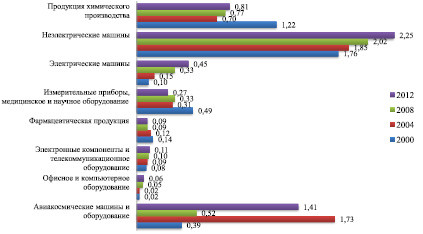 Продукция химического
производства
0,81
0,77
0,70
1,22
Неэлектрические машины
2,25
2,02
1,85
1,76
Электрические машины
0,45
0,33
0,15
0,10
Измерительные приборы,
медицинское и научное оборудование
0,27
0,33
0,31
0,49
Фармацевтическая продукция
0,09
0,09
0,12
0,14
Электронные компоненты и
телекоммуникационное
оборудование
0,11
0,10
0,09
0,08
Офисное и компьютерное
оборудование
0,06
0,05
0,02
0,02
Авиакосмические машины и
оборудование
1,41
0,52
1,73
0,39
2012
2008
2004
2000